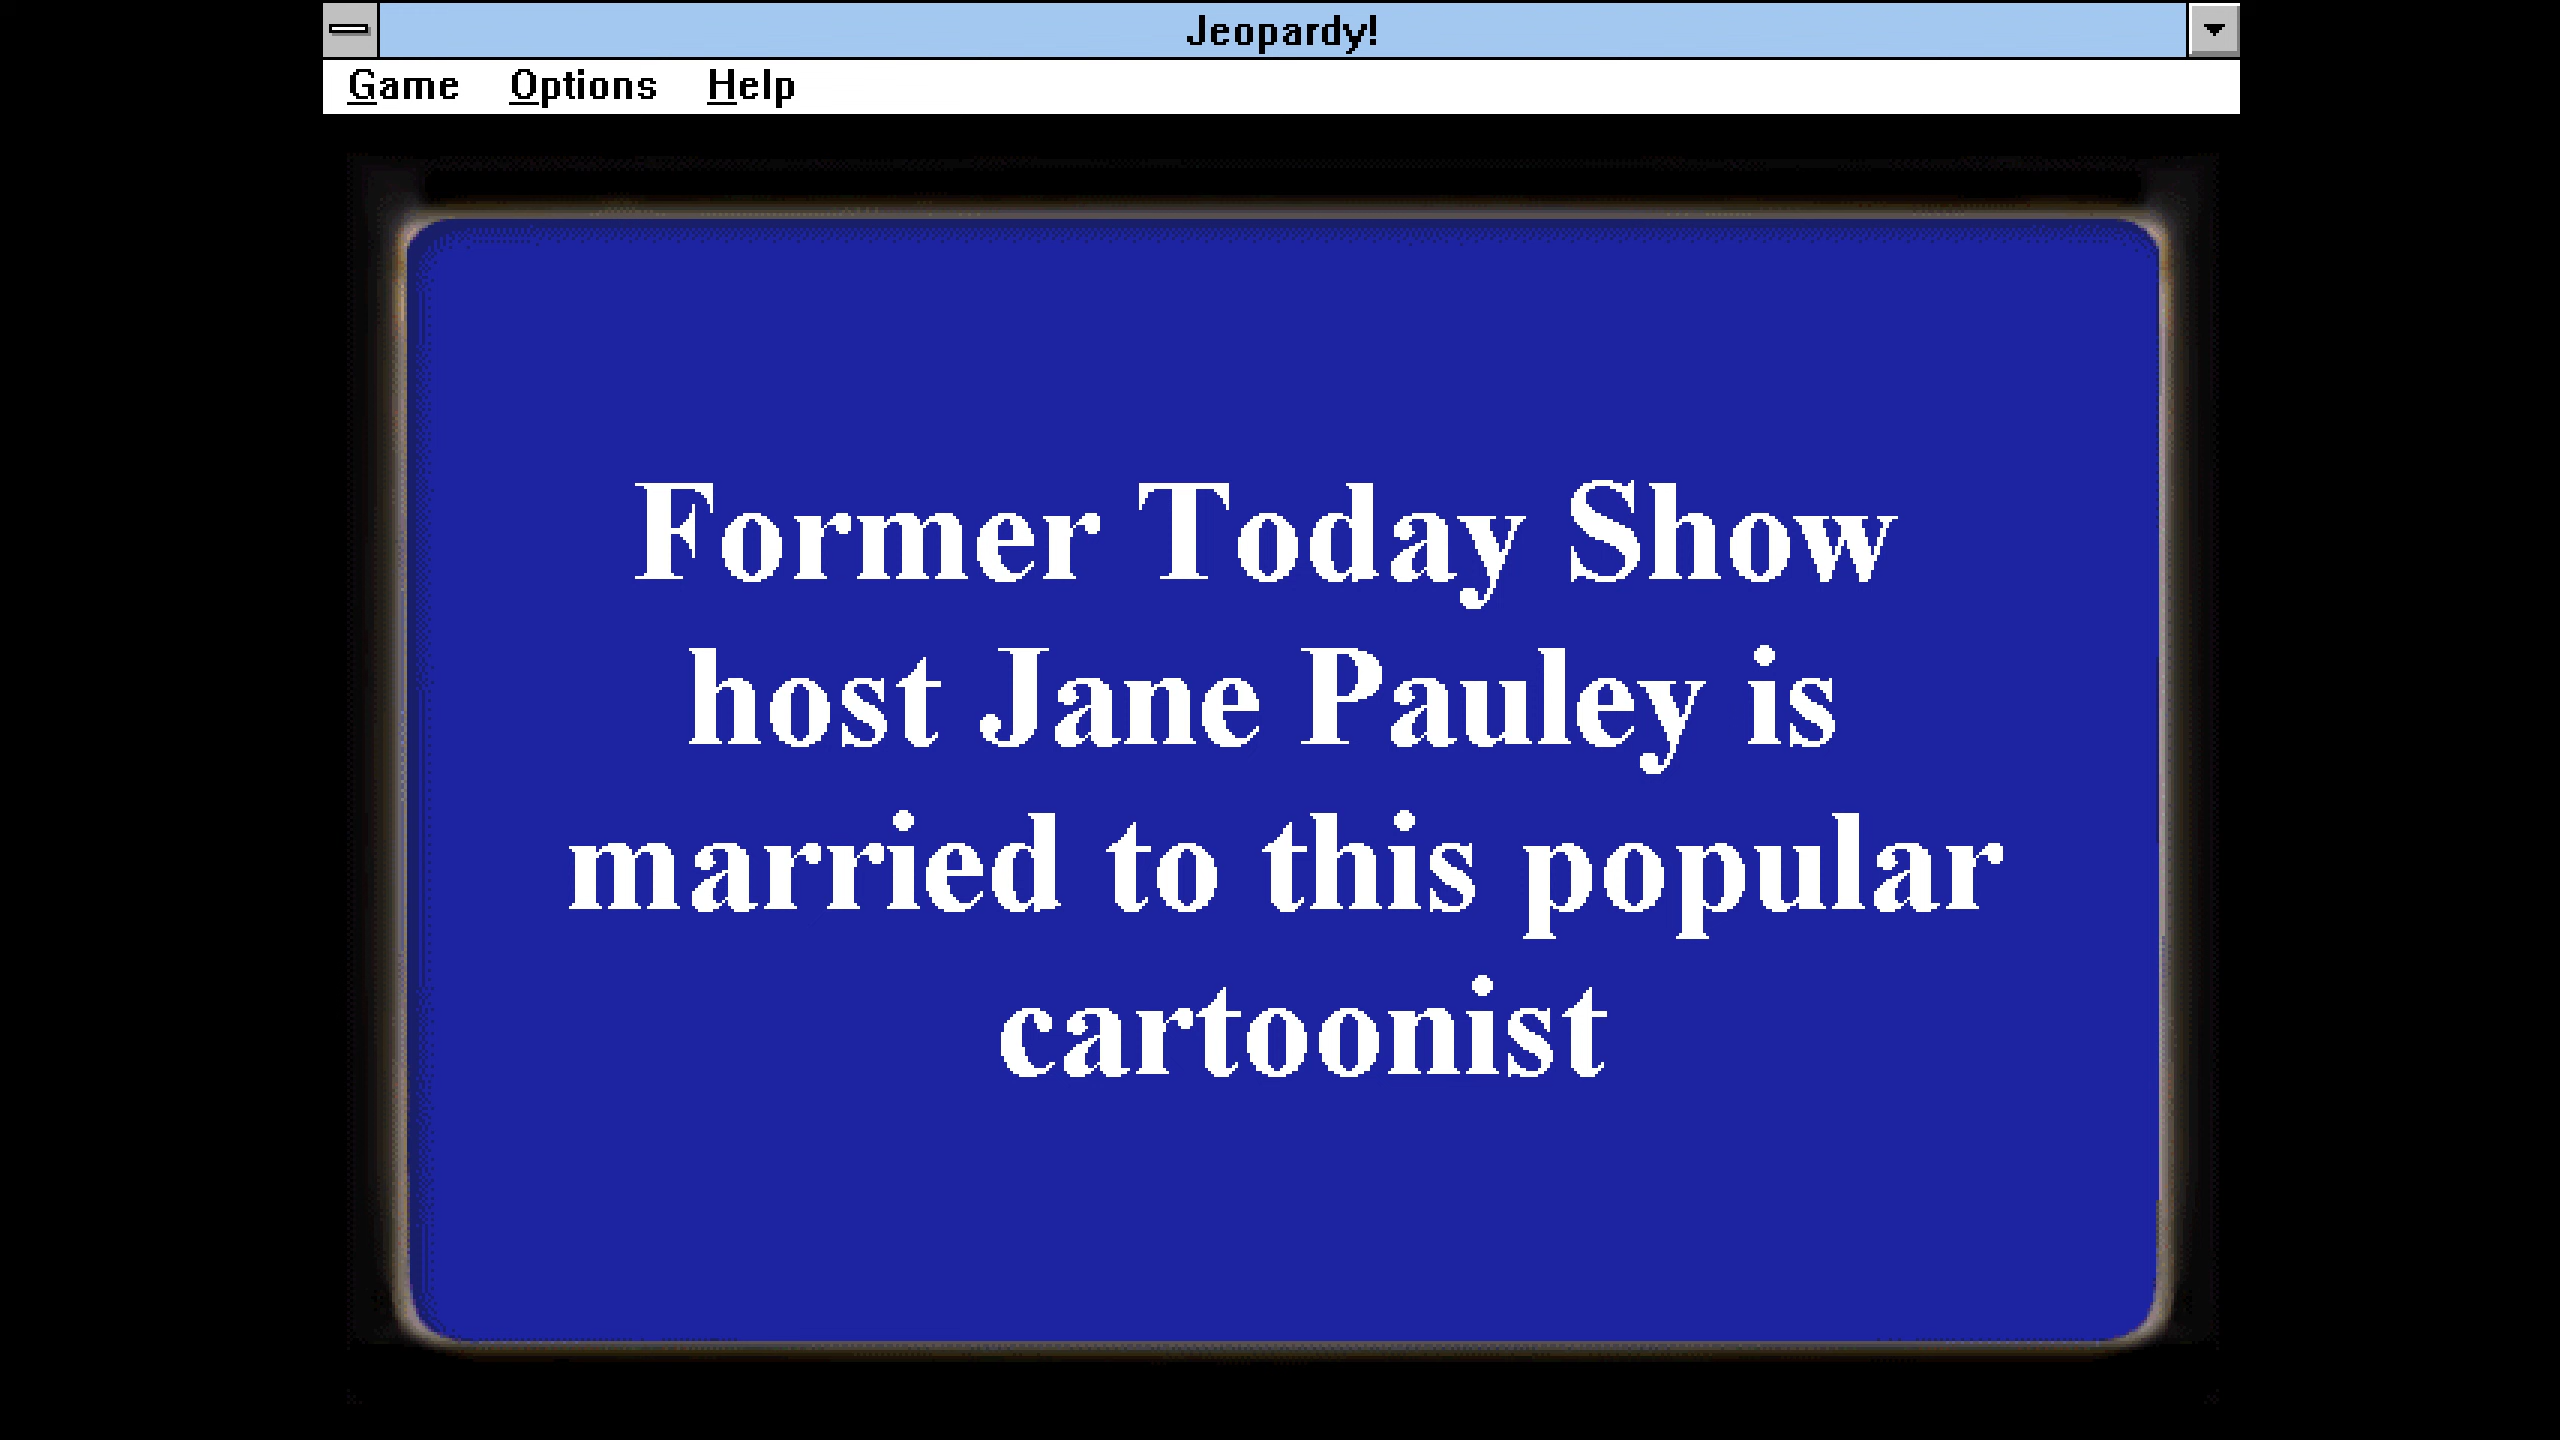 Jeopardy!
Game Options Help
Former Today Show
host Jane Pauley is
married to this popular
cartoonist